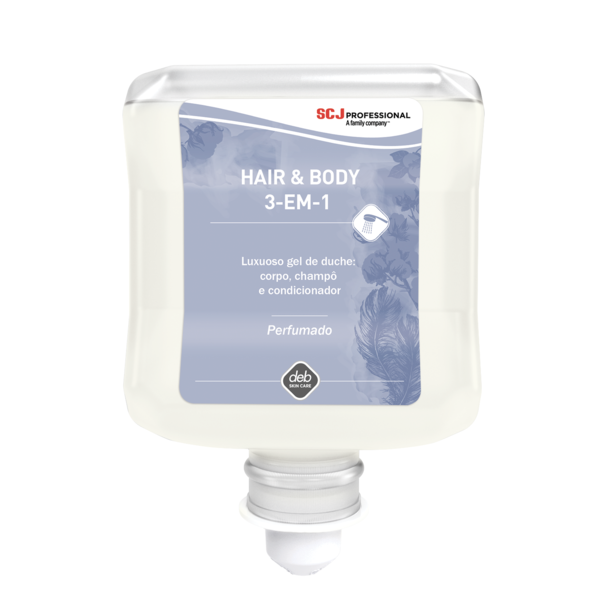 SCJ PROFESSIONAL
A family company™
HAIR & BODY
3-EM-1
Luxuoso gel de duche:
corpo, champô
e condicionador
Perfumado
deb
SKIN CARE